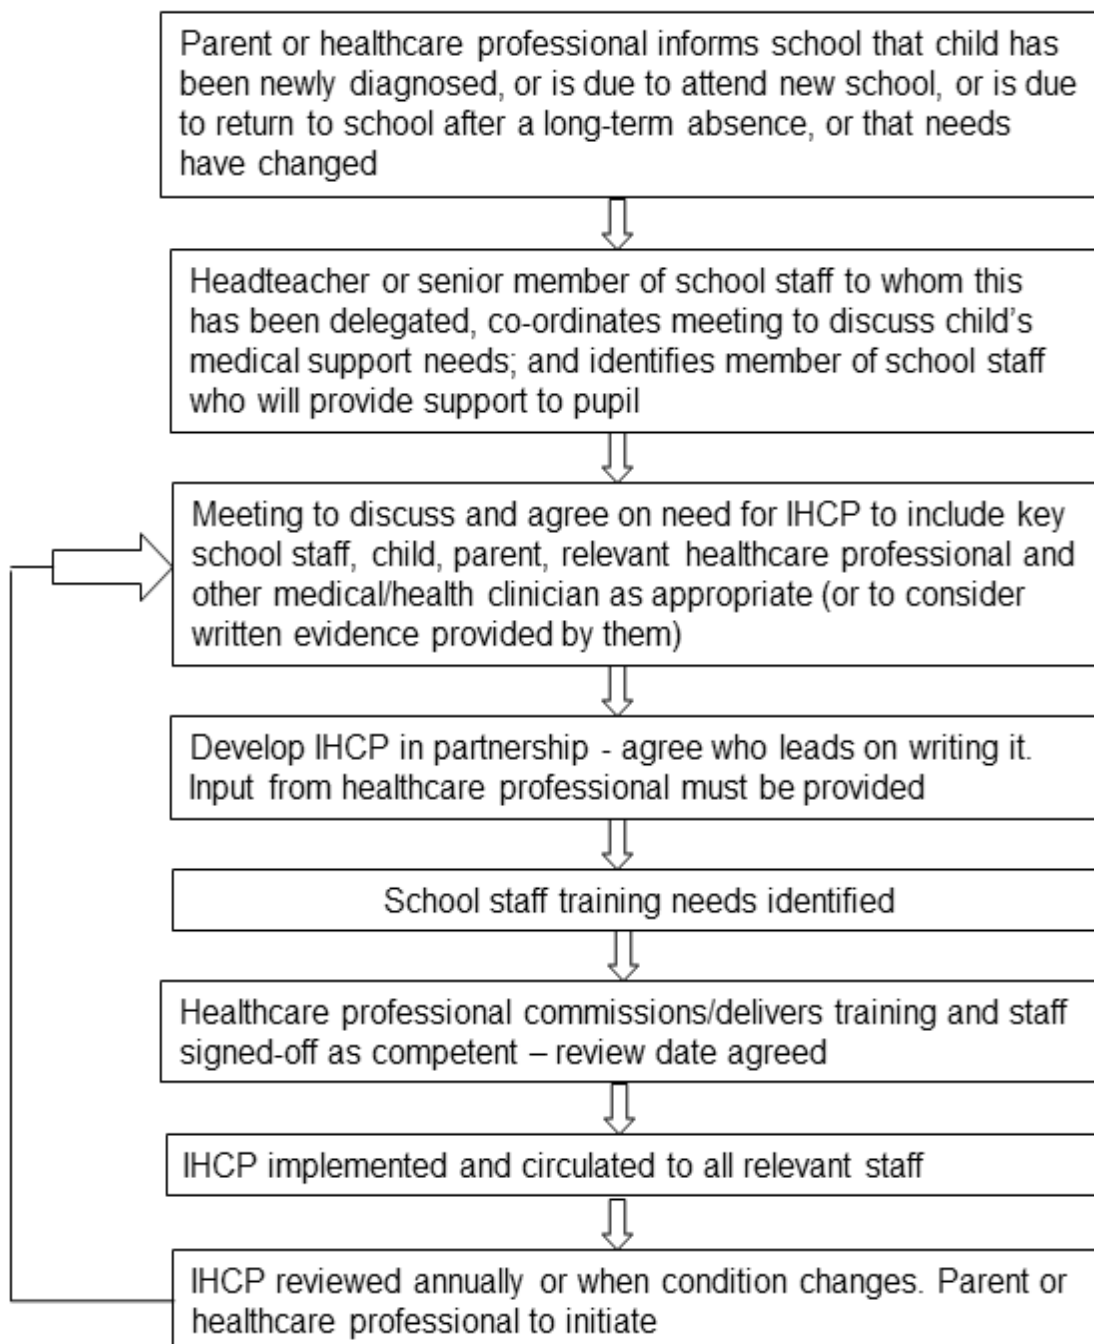 Parent or healthcare professional informs school that child has
been newly diagnosed, or is due to attend new school, or is due
to return to school after a long-term absence, or that needs
have changed
Headteacher or senior member of school staff to whom this
has been delegated, co-ordinates meeting to discuss child's
medical support needs; and identifies member of school staff
who will provide support to pupil
Meeting to discuss and agree on need for IHCP to include key
school staff, child, parent, relevant healthcare professional and
other medical/health clinician as appropriate (or to consider
written evidence provided by them)
Develop IHCP in partnership - agree who leads on writing it.
Input from healthcare professional must be provided
School staff training needs identified
Healthcare professional commissions/delivers training and staff
signed-off as competent – review date agreed
IHCP implemented and circulated to all relevant staff
IHCP reviewed annually or when condition changes. Parent or
healthcare professional to initiate